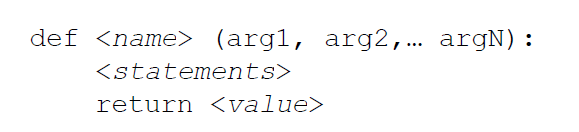 def <name> (arg1, arg2,… argN):
<statements>
return <value>